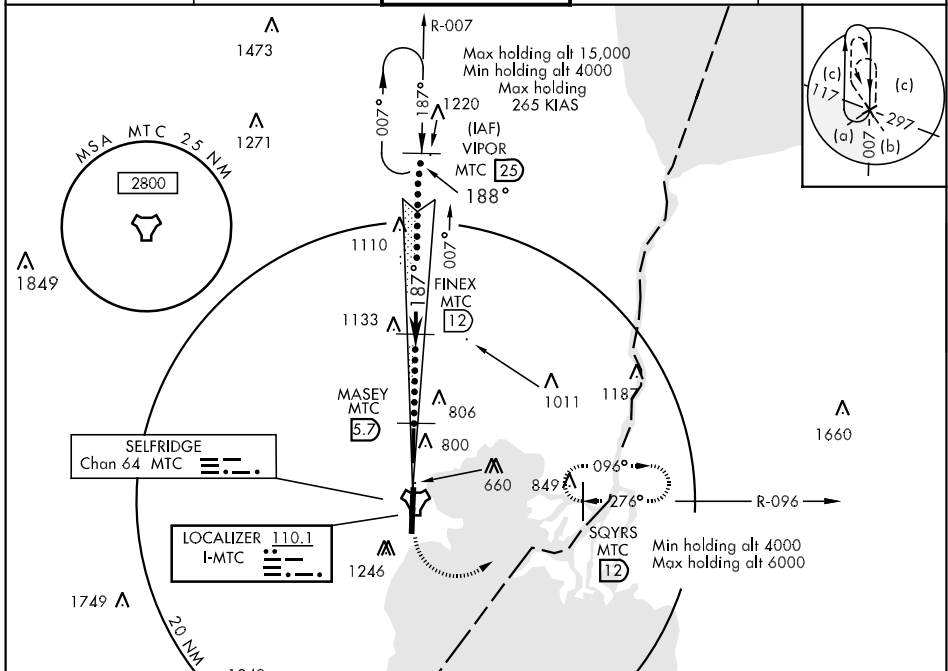 R-007
1473
Max holding alt 15,000
Min holding alt 4000
Max holding
265 KIAS
007°
187°
1220
(IAF)
VIPOR
MTC 25
188°
1271
MSA MTC 25 NM
2800
(c)
(c)
117
297
(a)
(b)
007
1849
1110
007°
187°
FINEX
MTC
12
1133
1011
1187
MASEY
MTC
5.7
806
800
1660
SELFRIDGE
Chan 64 MTC
660
849
096°
276°
R-096
LOCALIZER 110.1
I-MTC
SQYRS
MTC
12
Min holding alt 4000
Max holding alt 6000
1246
1749
20 NM